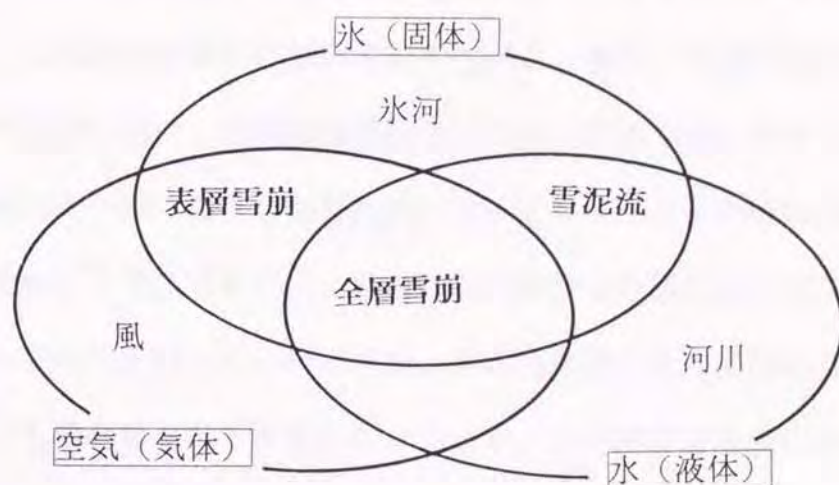 氷（固体）
氷河
表層雪崩
雪泥流
全層雪崩
風
河川
空気（気体）
水（液体）